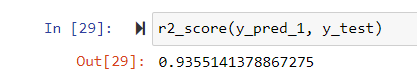 In [29]: r2_score(y_pred_1, y_test)
Out[29]: 0.9355141378867275